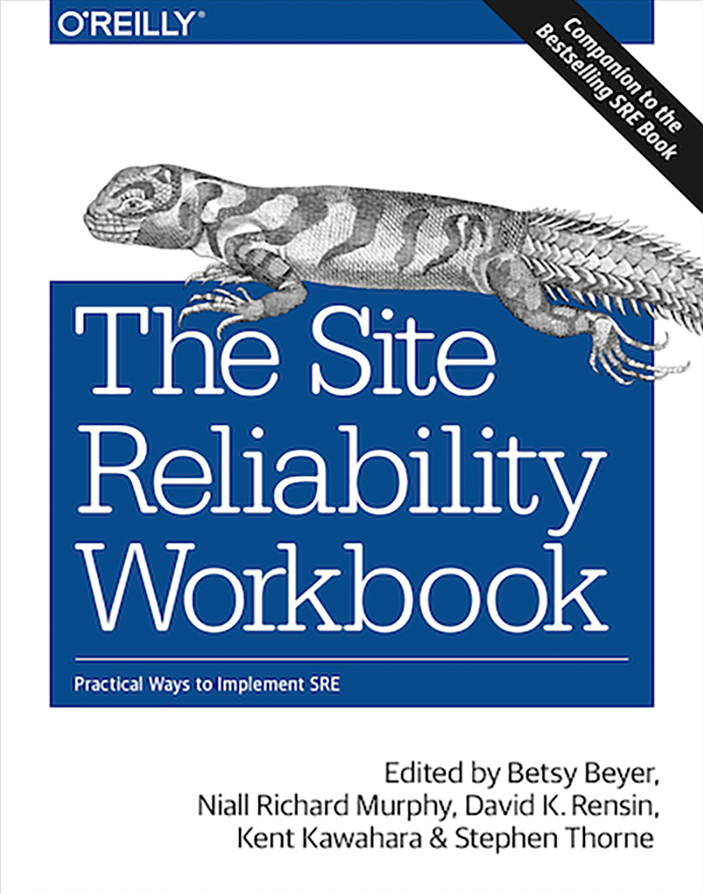 O'REILLY®
Companion to the
Bestselling SRE Book
The Site
Reliability
Workbook
Practical Ways to Implement SRE
Edited by Betsy Beyer,
Niall Richard Murphy, David K. Rensin,
Kent Kawahara & Stephen Thorne